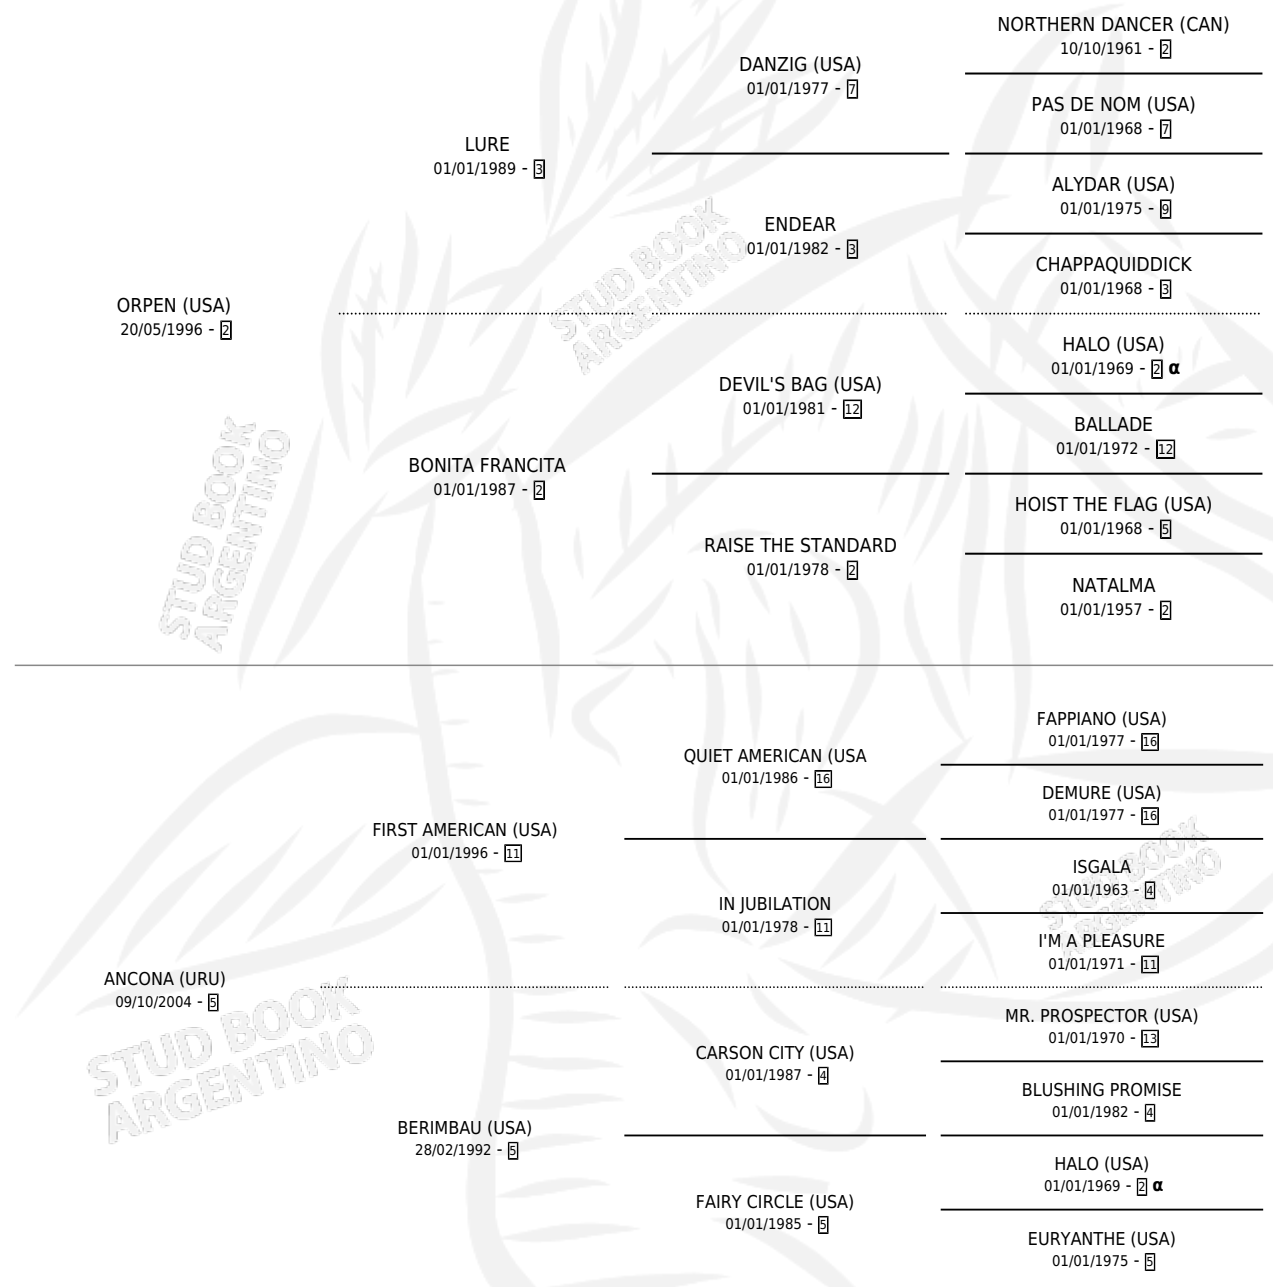 NORTHERN DANCER (CAN)
10/10/1961 - 2
DANZIG (USA)
01/01/1977 - 7
PAS DE NOM (USA)
01/01/1968 - 7
LURE
01/01/1989 - 3
ALYDAR (USA)
01/01/1975 - 9
ENDEAR
01/01/1982 - 3
CHAPPAQUIDDICK
01/01/1968 - 3
ORPEN (USA)
20/05/1996 - 2
HALO (USA)
01/01/1969 - 2 α
DEVIL'S BAG (USA)
01/01/1981 - 12
BALLADE
01/01/1972 - 12
BONITA FRANCITA
01/01/1987 - 2
HOIST THE FLAG (USA)
01/01/1968 - 5
RAISE THE STANDARD
01/01/1978 - 2
NATALMA
01/01/1957 - 2
FAPPIANO (USA)
01/01/1977 - 16
QUIET AMERICAN (USA
01/01/1986 - 16
DEMURE (USA)
01/01/1977 - 16
FIRST AMERICAN (USA)
01/01/1996 - 11
ISGALA
01/01/1963 - 4
IN JUBILATION
01/01/1978 - 11
I'M A PLEASURE
01/01/1971 - 11
ANCONA (URU)
09/10/2004 - 5
MR. PROSPECTOR (USA)
01/01/1970 - 13
CARSON CITY (USA)
01/01/1987 - 4
BLUSHING PROMISE
01/01/1982 - 4
BERIMBAU (USA)
28/02/1992 - 5
HALO (USA)
01/01/1969 - 2 α
FAIRY CIRCLE (USA)
01/01/1985 - 5
EURYANTHE (USA)
01/01/1975 - 5
STUD BOOK
ARGENTINO
STUD BOOK
ARGENTINO
STUD BOOK
ARGENTINO
STUD BOOK
ARGENTINO